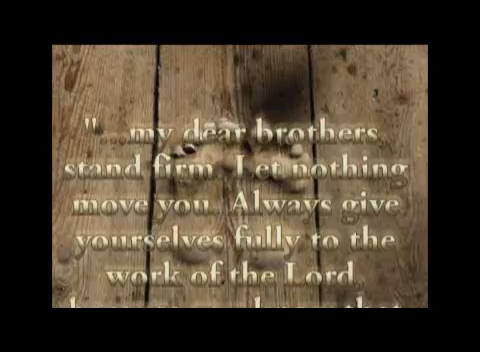 "...my dear brothers
stand firm. Let nothing
move you. Always give
yourselves fully to the
work of the Lord,